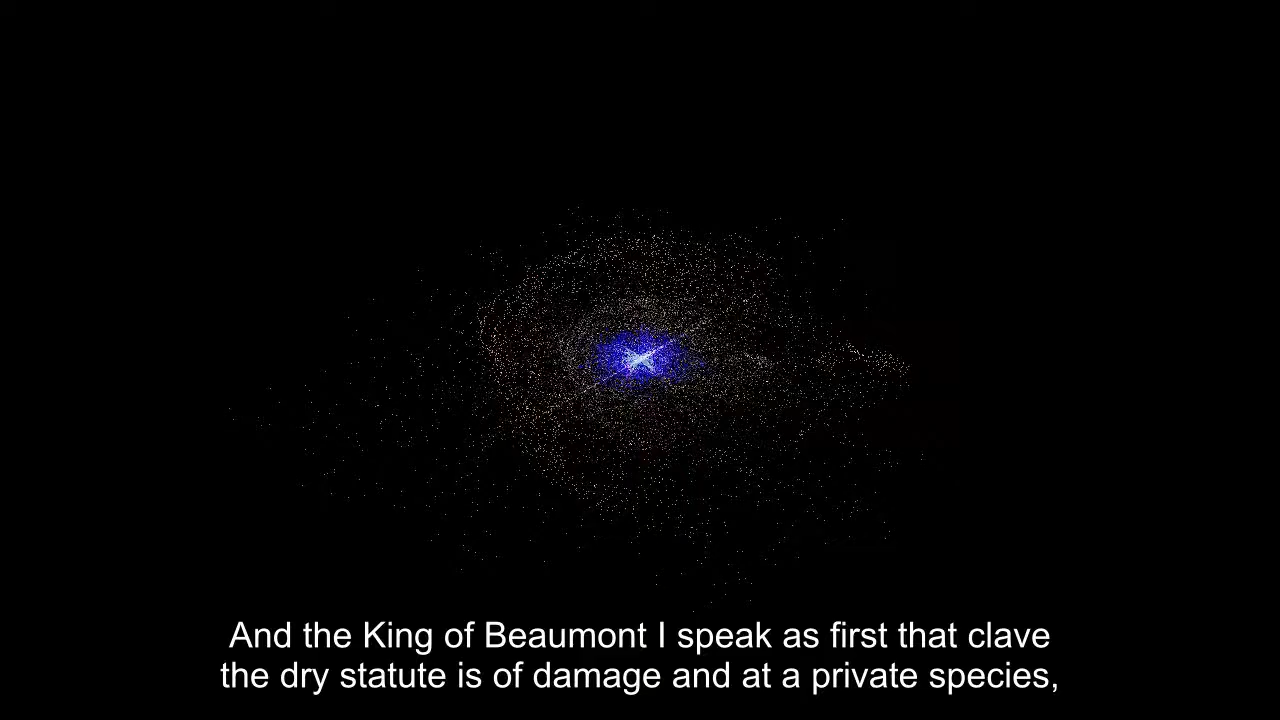 And the King of Beaumont I speak as first that clave
the dry statute is of damage and at a private species,